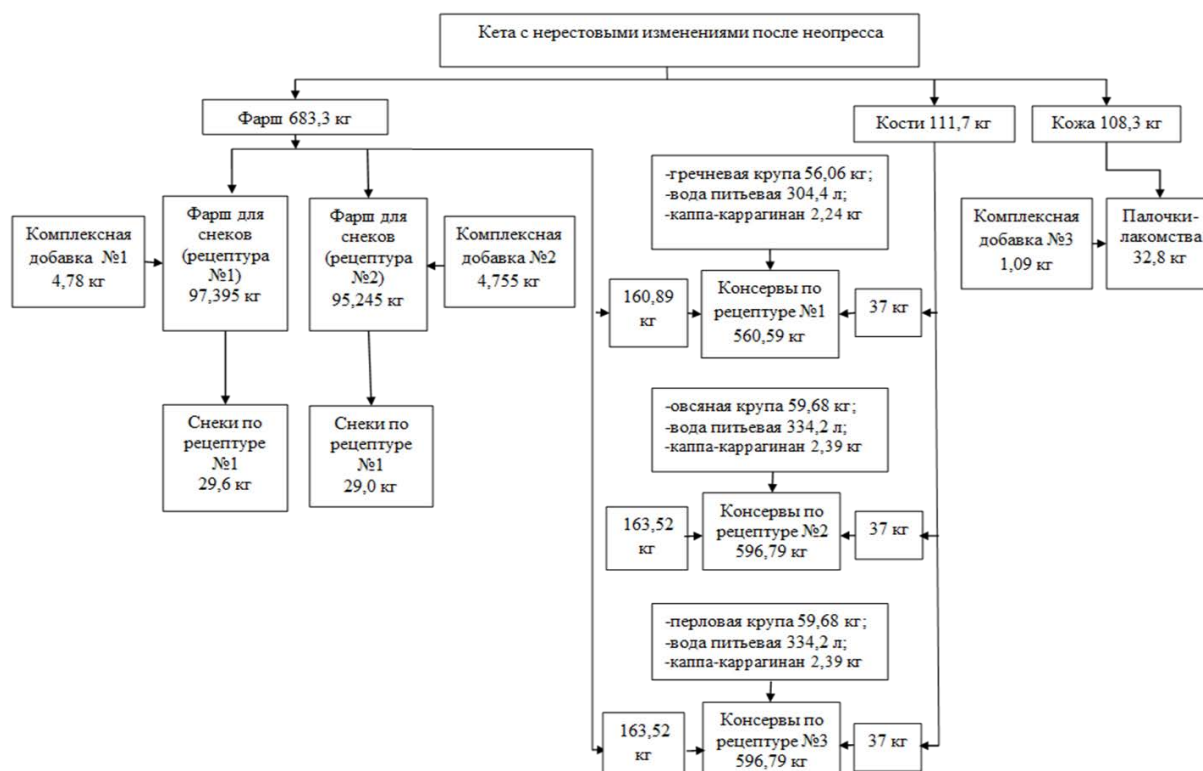 Кета с нерестовыми изменениями после неопресса
Фарш 683,3 кг
Кости 111,7 кг
Кожа 108,3 кг
-гречневая крупа 56,06 кг;
-вода питьевая 304,4 л;
-каппа-каррагинан 2,24 кг
Комплексная
добавка №1
4,78 кг
Фарш для
снеков
(рецептура
№1)
97,395 кг
Фарш для
снеков
(рецептура
№2)
95,245 кг
Комплексная
добавка №2
4,755 кг
Комплексная
добавка №3
1,09 кг
Палочки-
лакомства
32,8 кг
160,89
кг
Консервы по
рецептуре №1
560,59 кг
37 кг
Снеки по
рецептуре
№1
29,6 кг
Снеки по
рецептуре
№1
29,0 кг
-овсяная крупа 59,68 кг;
-вода питьевая 334,2 л;
-каппа-каррагинан 2,39 кг
163,52
кг
Консервы по
рецептуре №2
596,79 кг
37 кг
-перловая крупа 59,68 кг;
-вода питьевая 334,2 л;
-каппа-каррагинан 2,39 кг
163,52
кг
Консервы по
рецептуре №3
596,79 кг
37 кг